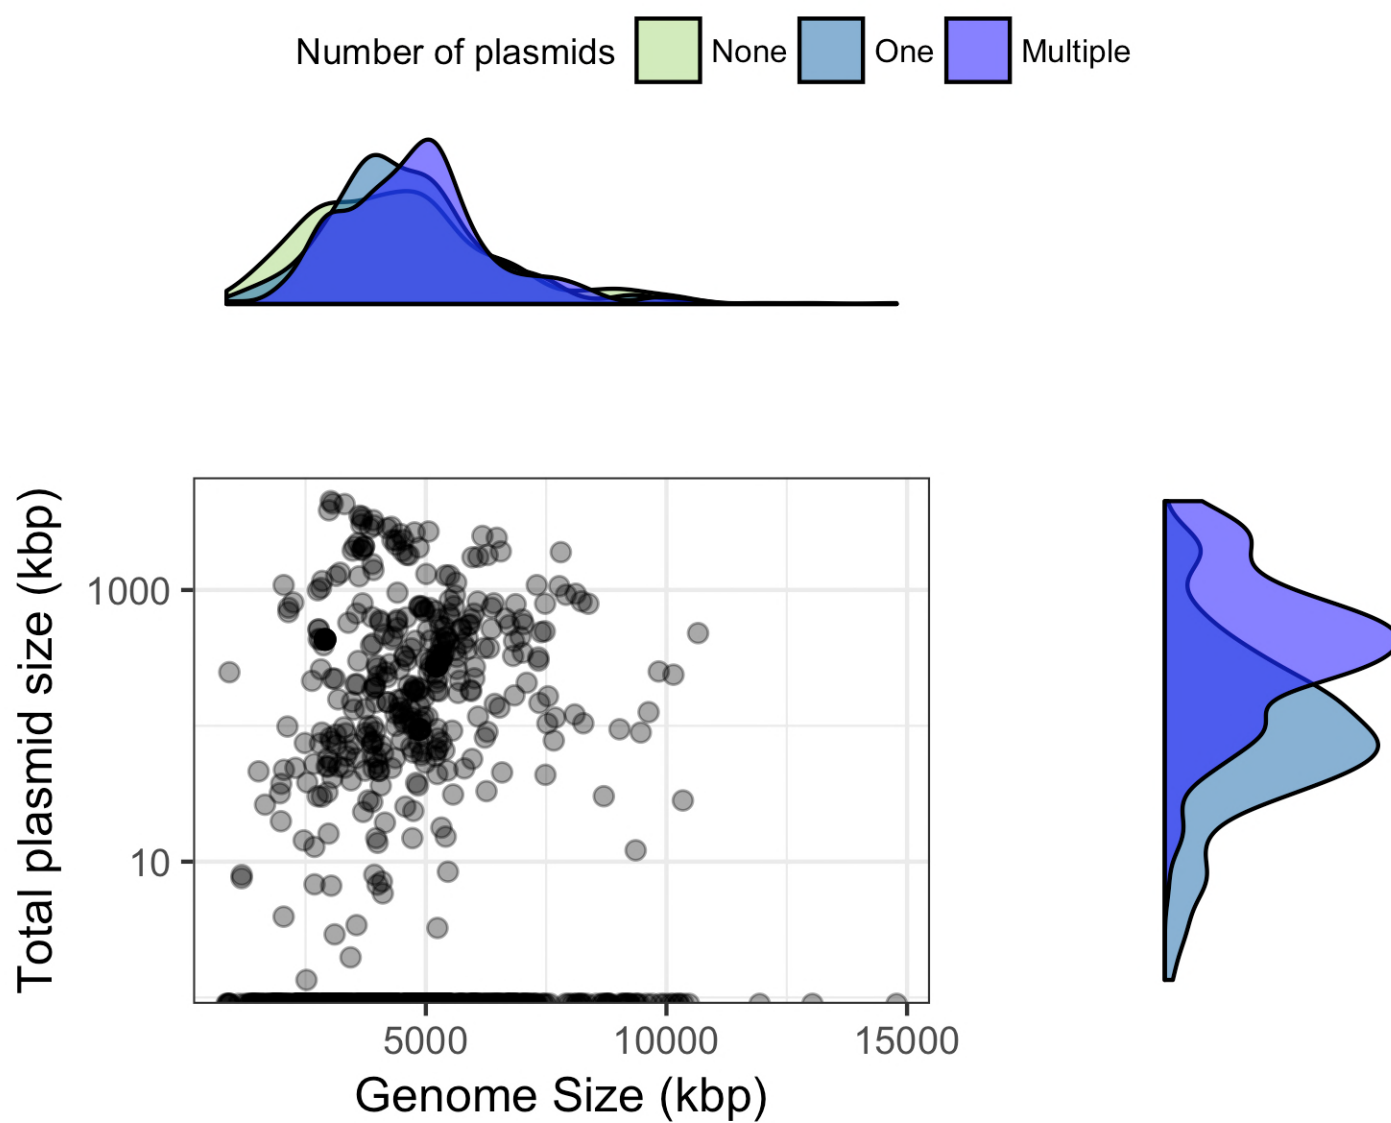 Number of plasmids None One Multiple
Total plasmid size (kbp)
1000
10
5000 10000 15000
Genome Size (kbp)